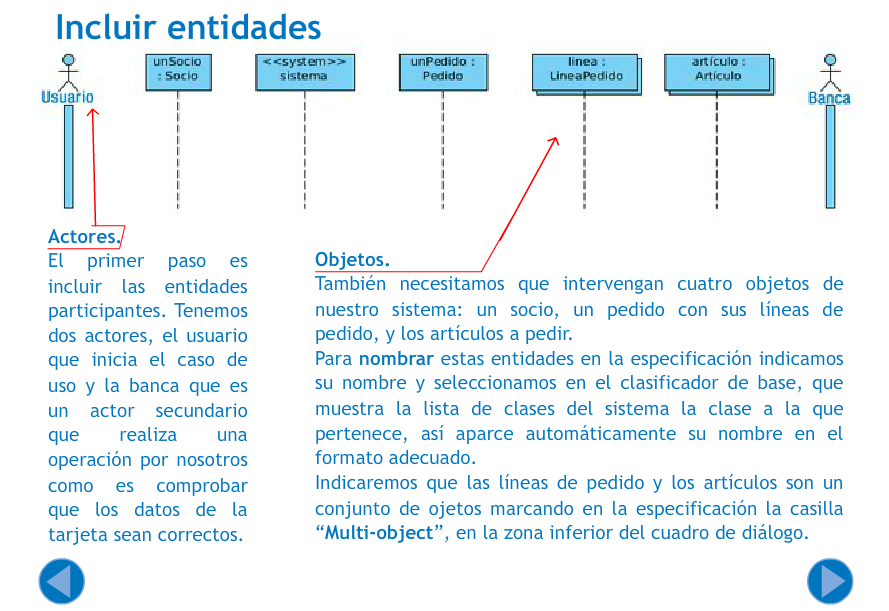 Incluir entidades
Usuario
unSocio
: Socio
<<system>>
sistema
unPedido :
Pedido
linea :
LineaPedido
artículo :
Artículo
Banca
Actores.
El primer paso es
incluir las entidades
participantes. Tenemos
dos actores, el usuario
que inicia el caso de
uso y la banca que es
un actor secundario
que realiza una
operación por nosotros
como es comprobar
que los datos de la
tarjeta sean correctos.
Objetos.
También necesitamos que intervengan cuatro objetos de
nuestro sistema: un socio, un pedido con sus líneas de
pedido, y los artículos a pedir.
Para nombrar estas entidades en la especificación indicamos
su nombre y seleccionamos en el clasificador de base, que
muestra la lista de clases del sistema la clase a la que
pertenece, así aparce automáticamente su nombre en el
formato adecuado.
Indicaremos que las líneas de pedido y los artículos son un
conjunto de ojetos marcando en la especificación la casilla
“Multi-object”, en la zona inferior del cuadro de diálogo.